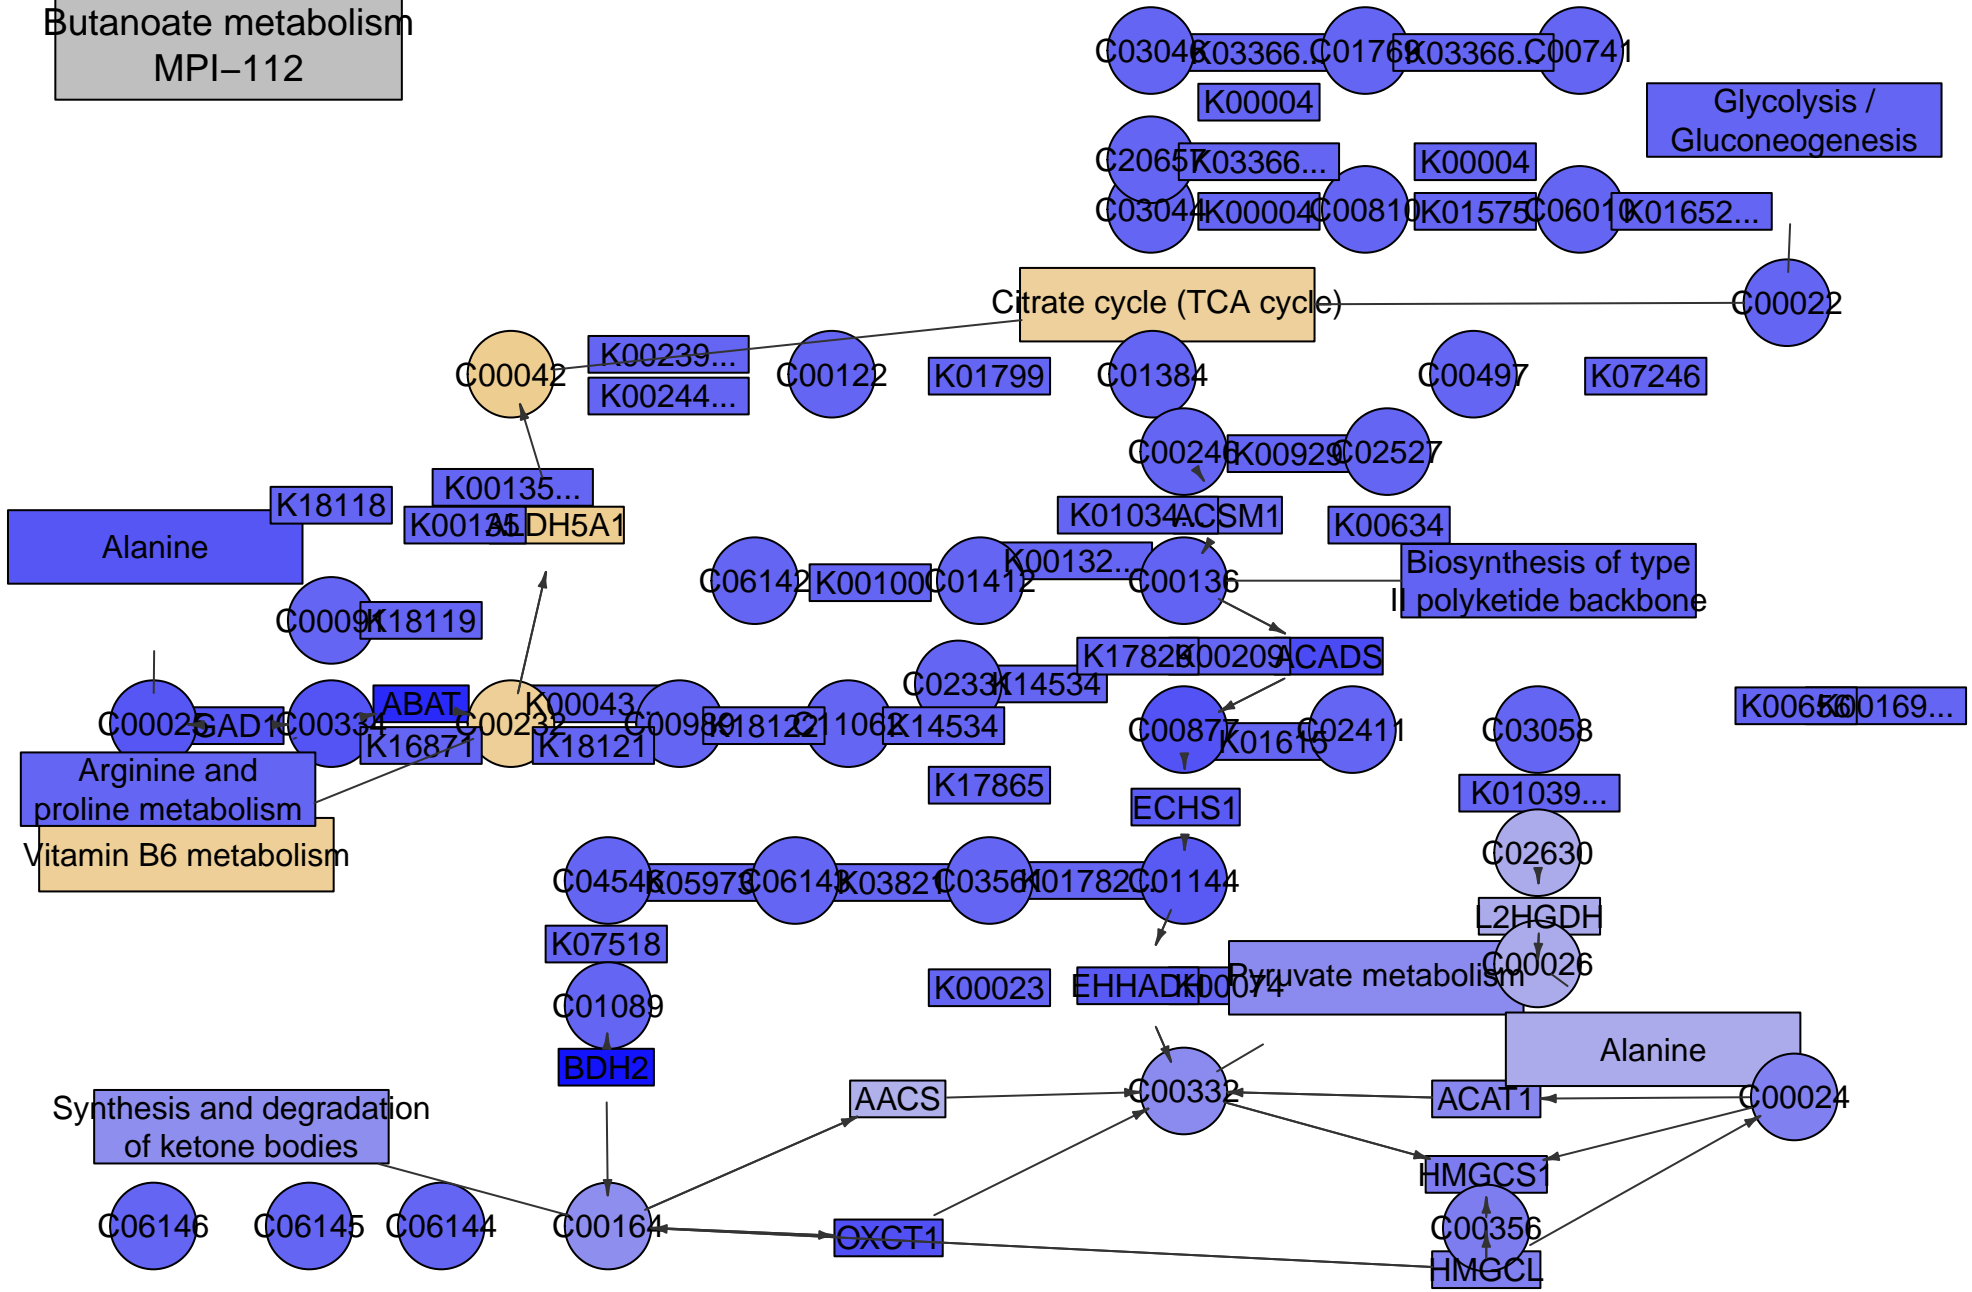 Butanoate metabolism
MPI−112
C03046
K03366...
C01769
K03366...
C00741
K00004
Glycolysis /
Gluconeogenesis
C20657
K03366...
K00004
C03044
K00004
C00810
K01575
C06010
K01652...
Citrate cycle (TCA cycle)
C00022
C00042
K00239...
K00244...
C00122
K01799
C01384
C00497
K07246
C00246
K00929
C02527
K18118
K00135...
K00135
ALDH5A1
K01034...
ACSM1
K00634
Alanine
C06142
K00100
C01412
K00132...
C00136
Biosynthesis of type
II polyketide backbone
C00091
K18119
C02331
K14534
K17829
K00209
ACADS
C00025
GAD1
C00334
ABAT
K16871
C00232
K00043...
K18121
C00989
K18122
C11062
K14534
C00877
K01615
C02411
C03058
K00656
K00169...
Arginine and
proline metabolism
K17865
ECHS1
K01039...
Vitamin B6 metabolism
C04546
K05973
C06143
K03821
C03561
K01782...
C01144
C02630
L2HGDH
K07518
C00026
Pyruvate metabolism
K00023
EHHADH
K00074
C01089
BDH2
Alanine
Synthesis and degradation
of ketone bodies
AACS
C00332
ACAT1
C00024
HMGCS1
C06146
C06145
C06144
C00164
OXCT1
C00356
HMGCL